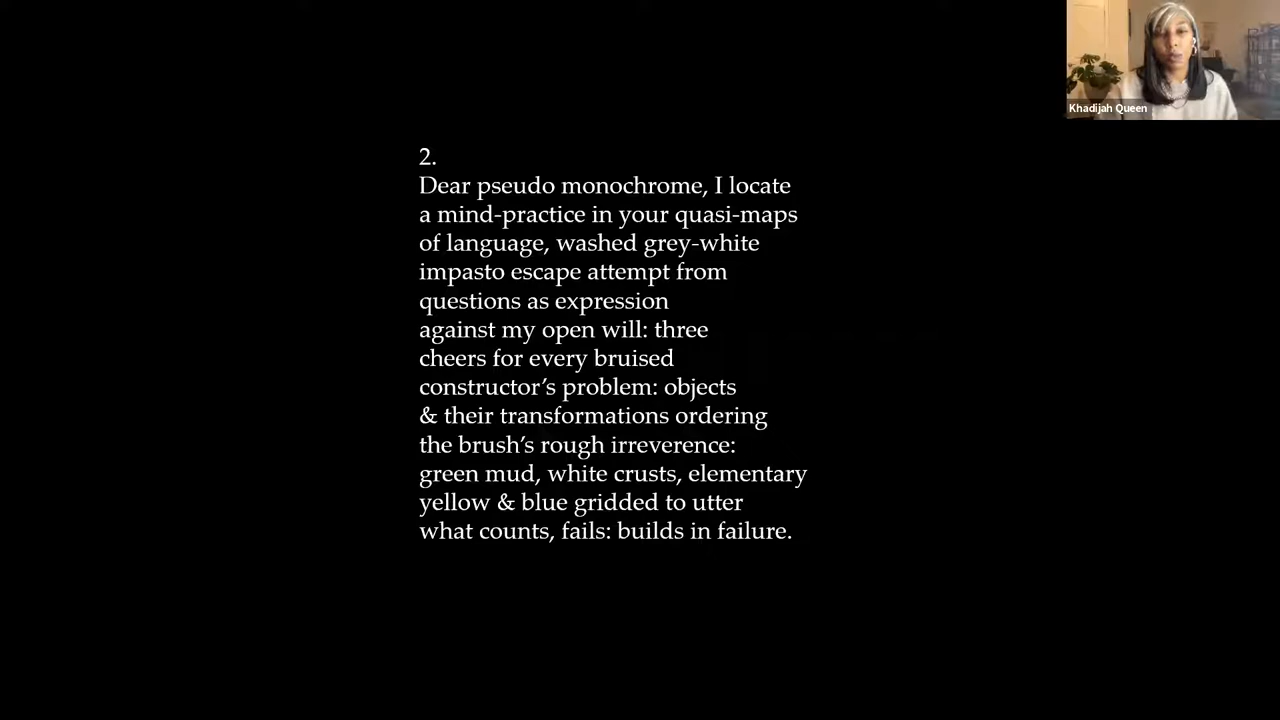 Khadijah Queen
2.
Dear pseudo monochrome, I locate
a mind-practice in your quasi-maps
of language, washed grey-white
impasto escape attempt from
questions as expression
against my open will: three
cheers for every bruised
constructor’s problem: objects
& their transformations ordering
the brush’s rough irreverence:
green mud, white crusts, elementary
yellow & blue gridded to utter
what counts, fails: builds in failure.